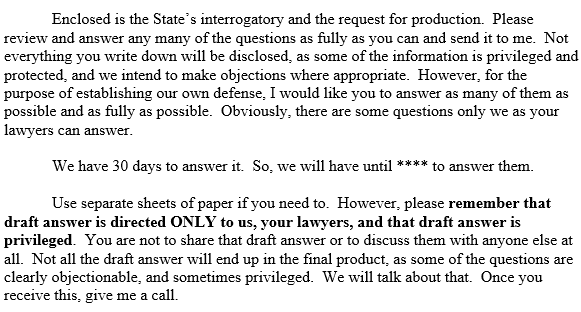 Enclosed is the State's interrogatory and the request for production.  Please
review and answer any many of the questions as fully as you can and send it to me.  Not
everything you write down will be disclosed, as some of the information is privileged and
protected, and we intend to make objections where appropriate.  However, for the
purpose of establishing our own defense, I would like you to answer as many of them as
possible and as fully as possible.  Obviously, there are some questions only we as your
lawyers can answer.
We have 30 days to answer it.  So, we will have until **** to answer them.
Use separate sheets of paper if you need to.  However, please remember that
draft answer is directed ONLY to us, your lawyers, and that draft answer is
privileged.  You are not to share that draft answer or to discuss them with anyone else at
all.  Not all the draft answer will end up in the final product, as some of the questions are
clearly objectionable, and sometimes privileged.  We will talk about that.  Once you
receive this, give me a call.